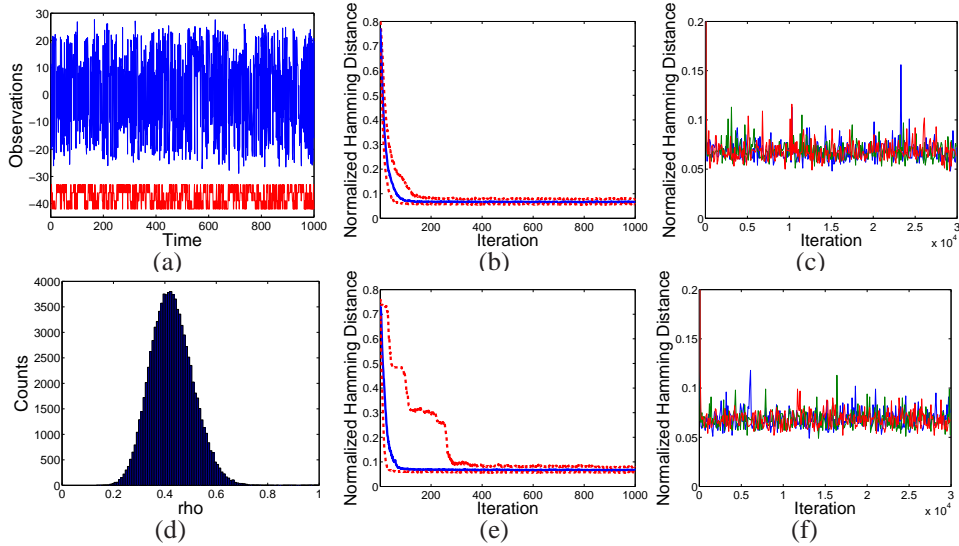 30
20
10
0
−10
−20
−30
−40
0 200 400 600 800 1000
Observations
Time
(a)
0.8
0.7
0.6
0.5
0.4
0.3
0.2
0.1
0
200 400 600 800 1000
Normalized Hamming Distance
Iteration
(b)
0.2
0.15
0.1
0.05
0
0 0.5 1 1.5 2 2.5 3
x 10^4
Normalized Hamming Distance
Iteration
(c)
4000
3500
3000
2500
2000
1500
1000
500
0
0 0.2 0.4 0.6 0.8 1
Counts
rho
(d)
0.8
0.7
0.6
0.5
0.4
0.3
0.2
0.1
0
200 400 600 800 1000
Normalized Hamming Distance
Iteration
(e)
0.2
0.15
0.1
0.05
0
0 0.5 1 1.5 2 2.5 3
x 10^4
Normalized Hamming Distance
Iteration
(f)